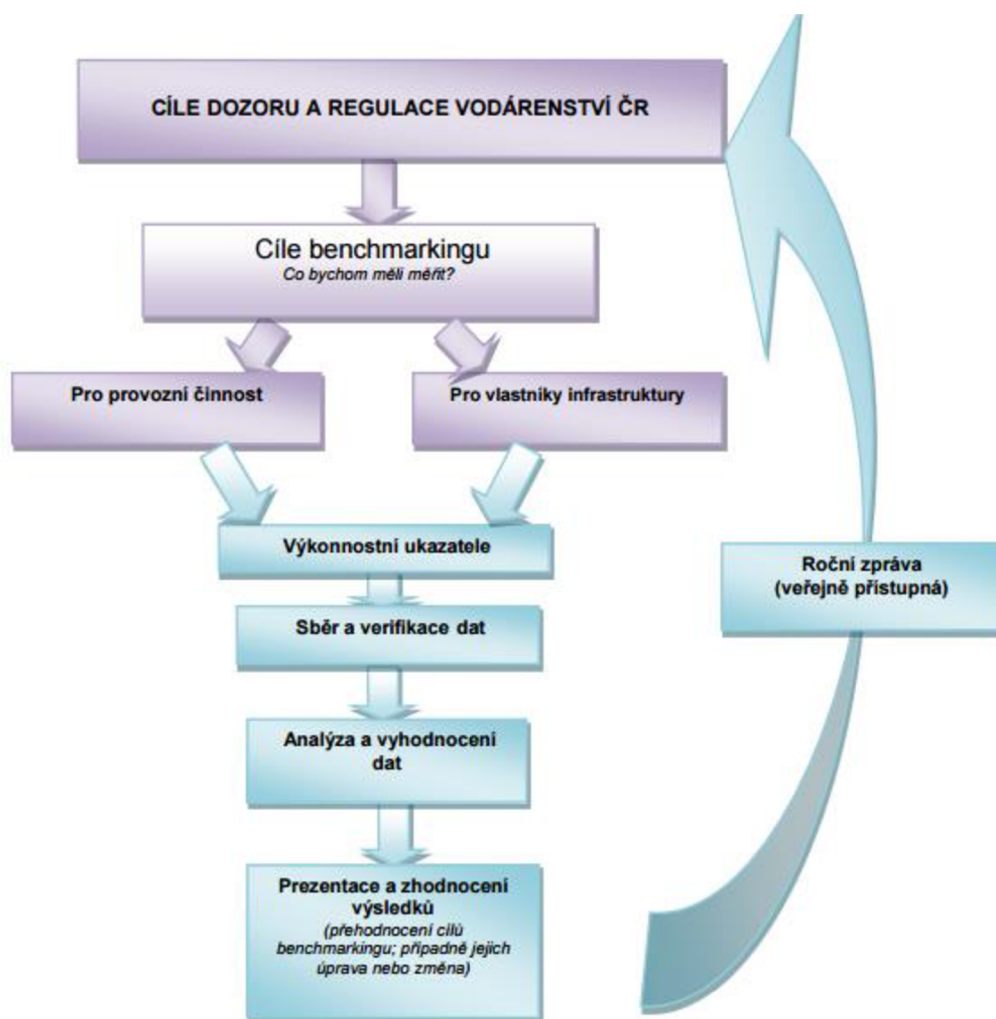 CÍLE DOZORU A REGULACE VODÁRENSTVÍ ČR
Cíle benchmarkingu
Co bychom měli měřit?
Pro provozní činnost
Pro vlastníky infrastruktury
Výkonnostní ukazatele
Sběr a verifikace dat
Analýza a vyhodnocení
dat
Prezentace a zhodnocení
výsledků
(přehodnocení cílů
benchmarkingu; případně jejich
úprava nebo změna)
Roční zpráva
(veřejně přístupná)